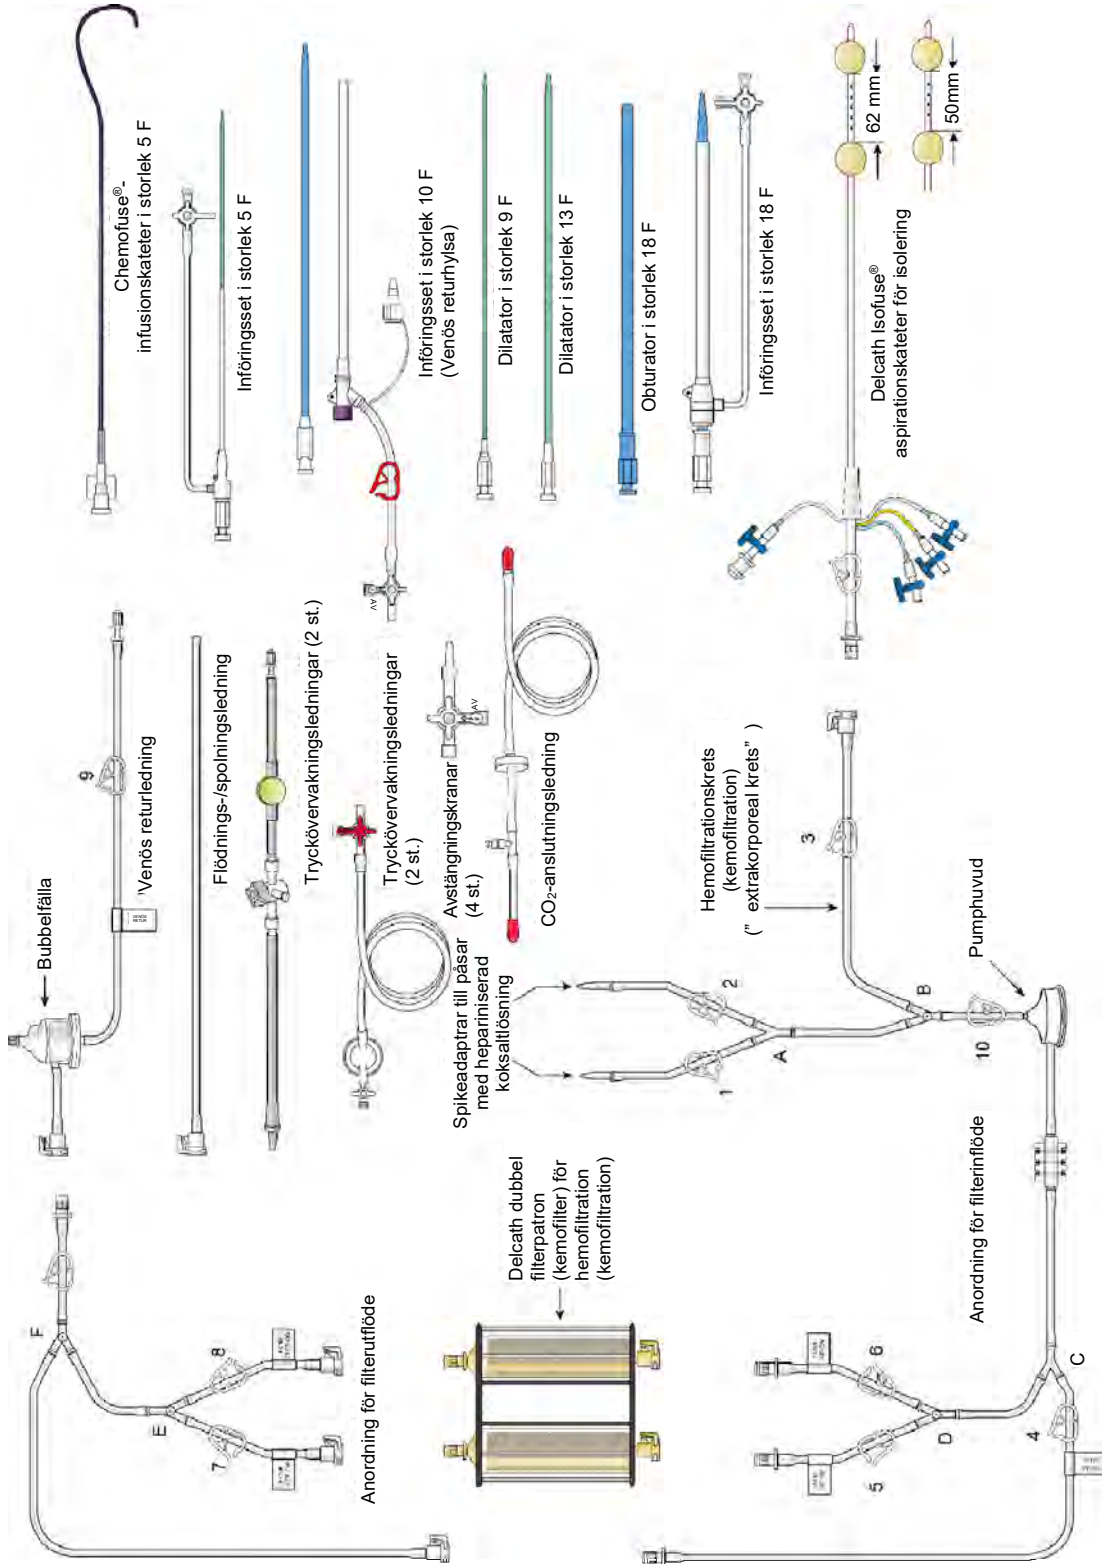 Chemofuse®-
infusionskateter i storlek 5 F
Införingsset i storlek 5 F
Införingsset i storlek 10 F
(Venös returhylsa)
AV
Dilatator i storlek 9 F
Dilatator i storlek 13 F
Obturator i storlek 18 F
Införingsset i storlek 18 F
Delcath Isofuse®
aspirationskateter för isolering
62 mm
50mm
Bubbelfälla
9
Venös returledning
VENÖS
RETUR
Flödnings-/spolningsledning
Tryckövervakningsledningar (2 st.)
Tryckövervakningsledningar
(2 st.)
Avstängningskranar
(4 st.)
AV
CO2-anslutningsledning
Spikeadaptrar till påsar
med hepariniserad
koksaltlösning
1
2
A
Hemofiltrationskrets
(kemofiltration)
(” extrakorporeal krets” )
3
B
10
Pumphuvud
F
E
7
8
Anordning för filterutflöde
Delcath dubbel
filterpatron
(kemofilter) för
hemofiltration
(kemofiltration)
Anordning för filterinflöde
5
6
D
C
4